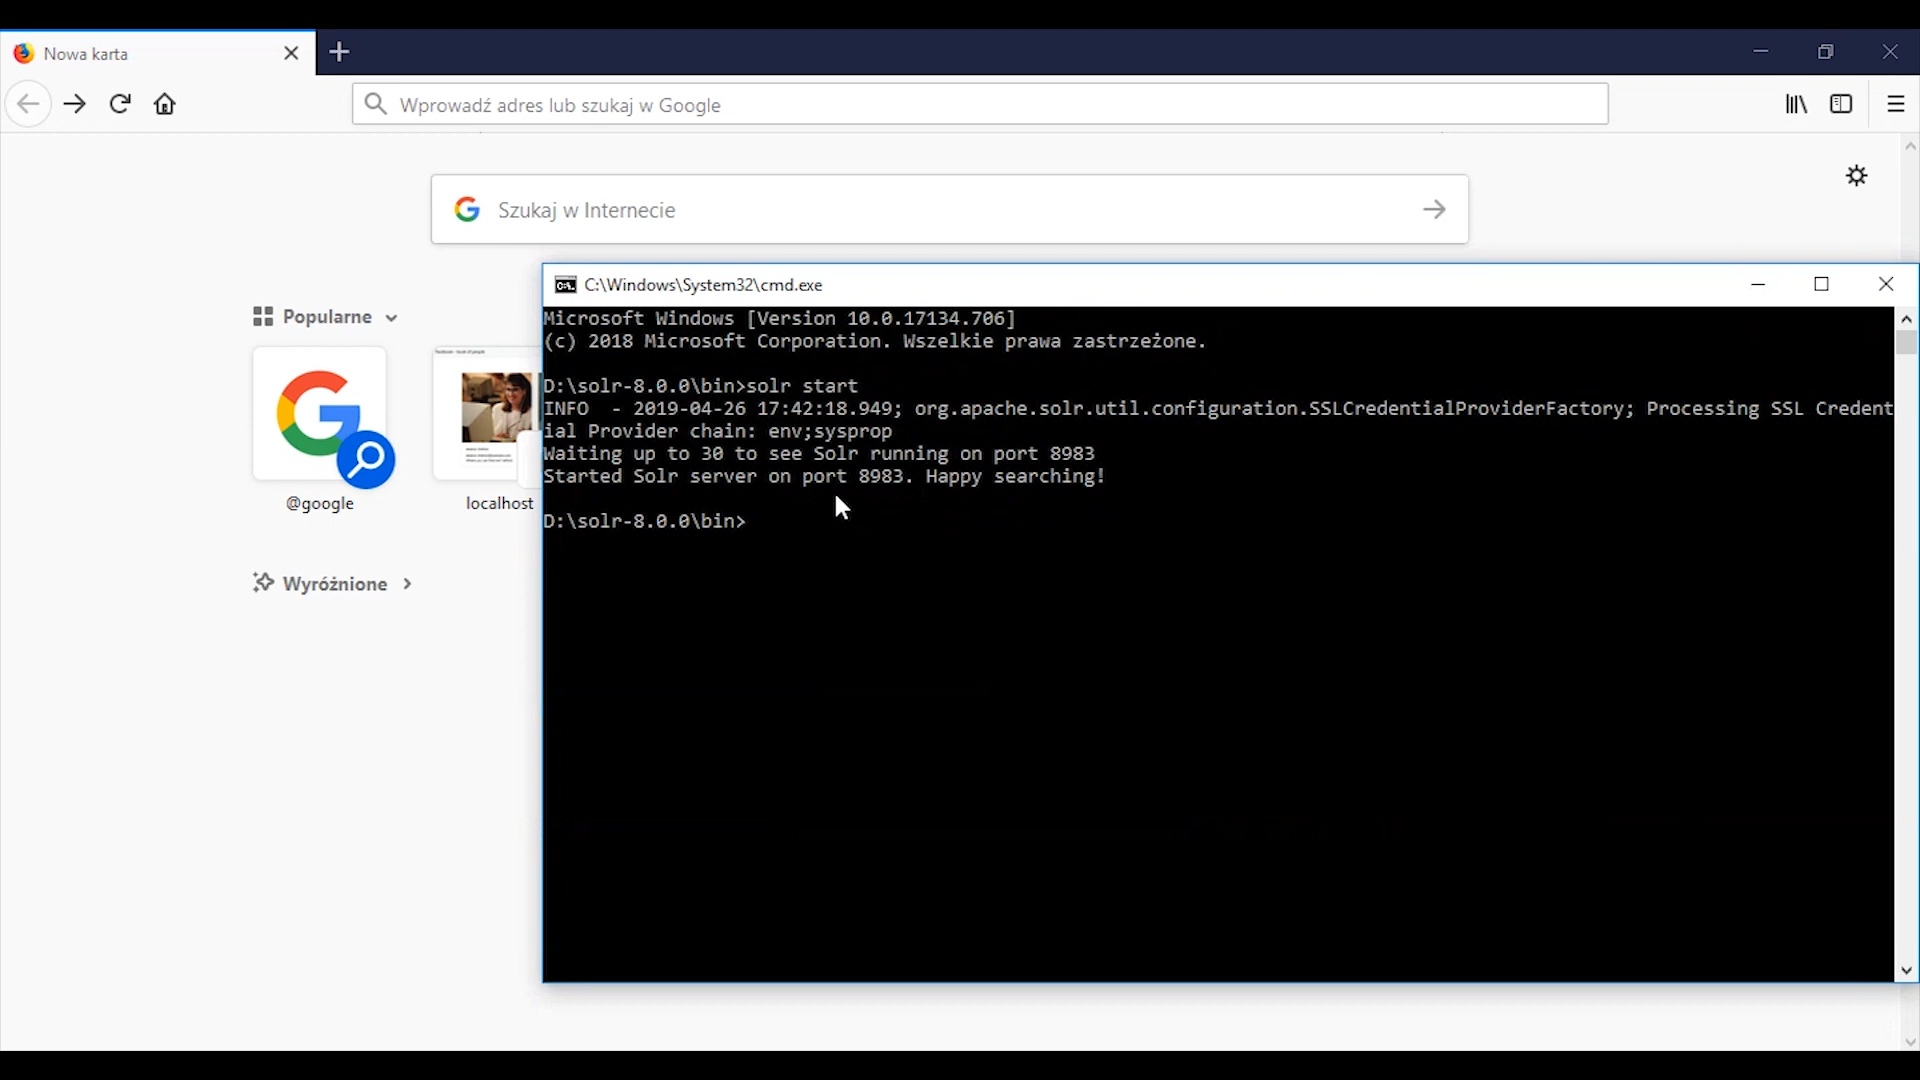 Nowa karta
Wprowadź adres lub szukaj w Google
Szukaj w Internecie
C:\Windows\System32\cmd.exe
Popularne
@google
localhost
Wyróżnione
Microsoft Windows [Version 10.0.17134.706]
(c) 2018 Microsoft Corporation. Wszelkie prawa zastrzeżone.
D:\solr-8.0.0\bin>solr start
INFO  - 2019-04-26 17:42:18.949; org.apache.solr.util.configuration.SSLCredentialProviderFactory; Processing SSL Credent
ial Provider chain: env;sysprop
Waiting up to 30 to see Solr running on port 8983
Started Solr server on port 8983. Happy searching!
D:\solr-8.0.0\bin>